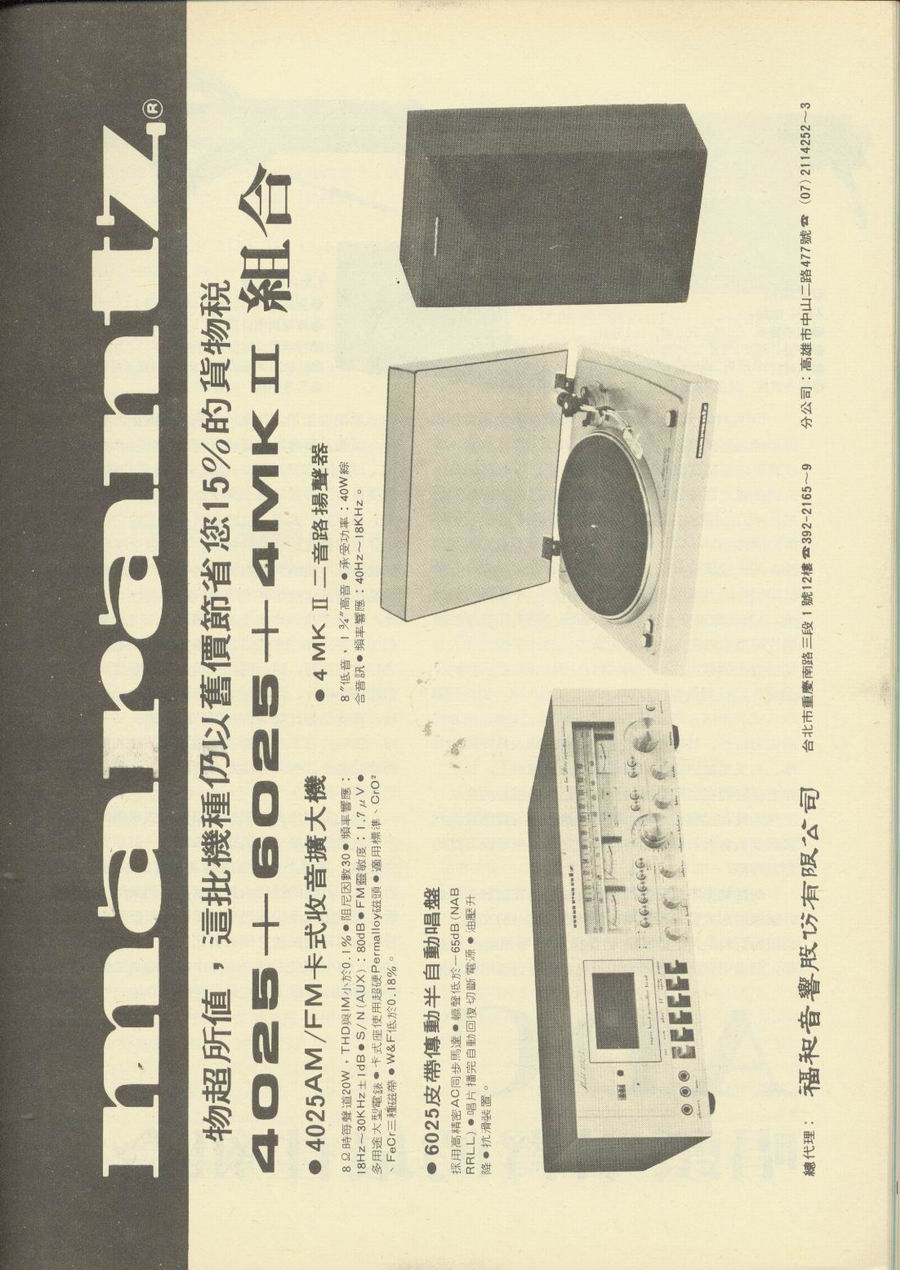 marantz®
物超所值，這批機種仍以舊價節省您15%的貨物税
4025＋6025＋4MKⅡ 組合
●4025AM/FM卡式收音擴大機
8Ω時每聲道20W，THD與IM小於0.1%●阻尼因數30●頻率響應：
18Hz～30KHz±1dB●S/N(AUX)：80dB●FM靈敏度：1.7μV●
多用途大型電錶●卡式座使用超硬Permalloy磁頭●適用標準、CrO²
、FeCr三種磁帶●W&F低於0.18%。
●4 MK Ⅱ 二音路揚聲器
8″低音，1¾″高音●承受功率：40W綜
合音訊●頻率響應：40Hz～18KHz。
●6025皮帶傳動半自動唱盤
採用高精密AC同步馬達●轆聲低於－65dB(NAB
RRLL)●唱片播完自動回復切斷電源●油壓升
降●抗滑裝置。
marantz
總代理：福和音響股份有限公司 台北市重慶南路三段1號12樓☎392-2165～9 分公司：高雄市中山二路477號☎(07)2114252～3